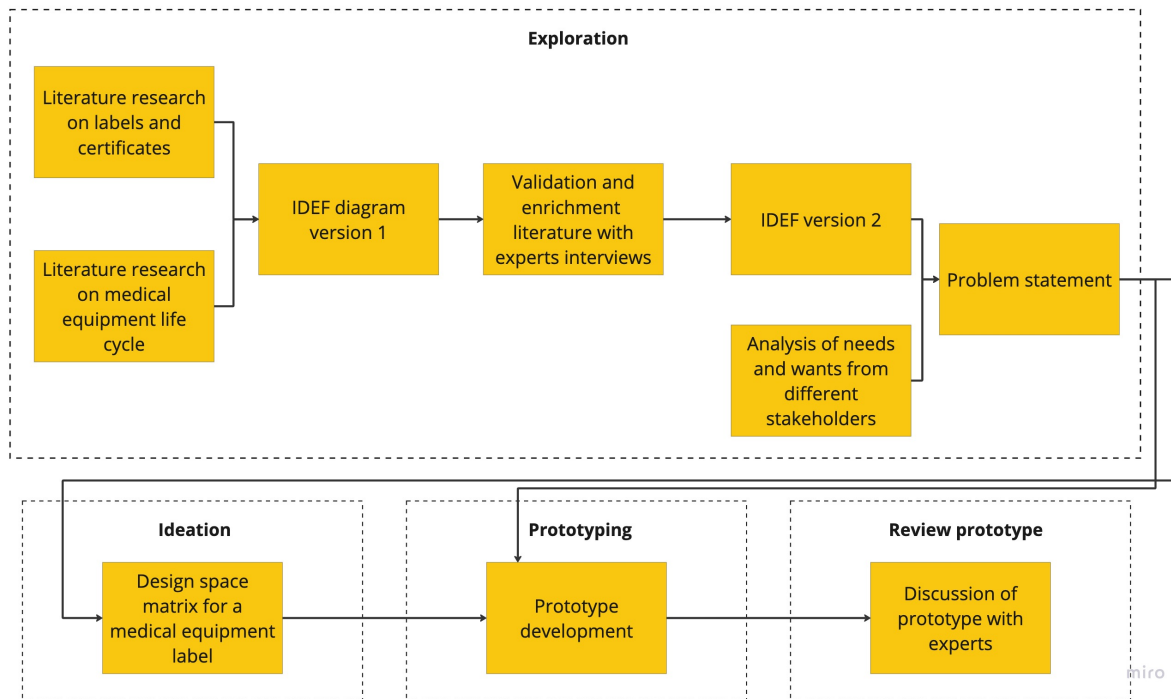 Exploration
Literature research
on labels and
certificates
Literature research
on medical
equipment life
cycle
IDEF diagram
version 1
Validation and
enrichment
literature with
experts interviews
IDEF version 2
Analysis of needs
and wants from
different
stakeholders
Problem statement
Ideation
Design space
matrix for a
medical equipment
label
Prototyping
Prototype
development
Review prototype
Discussion of
prototype with
experts
miro